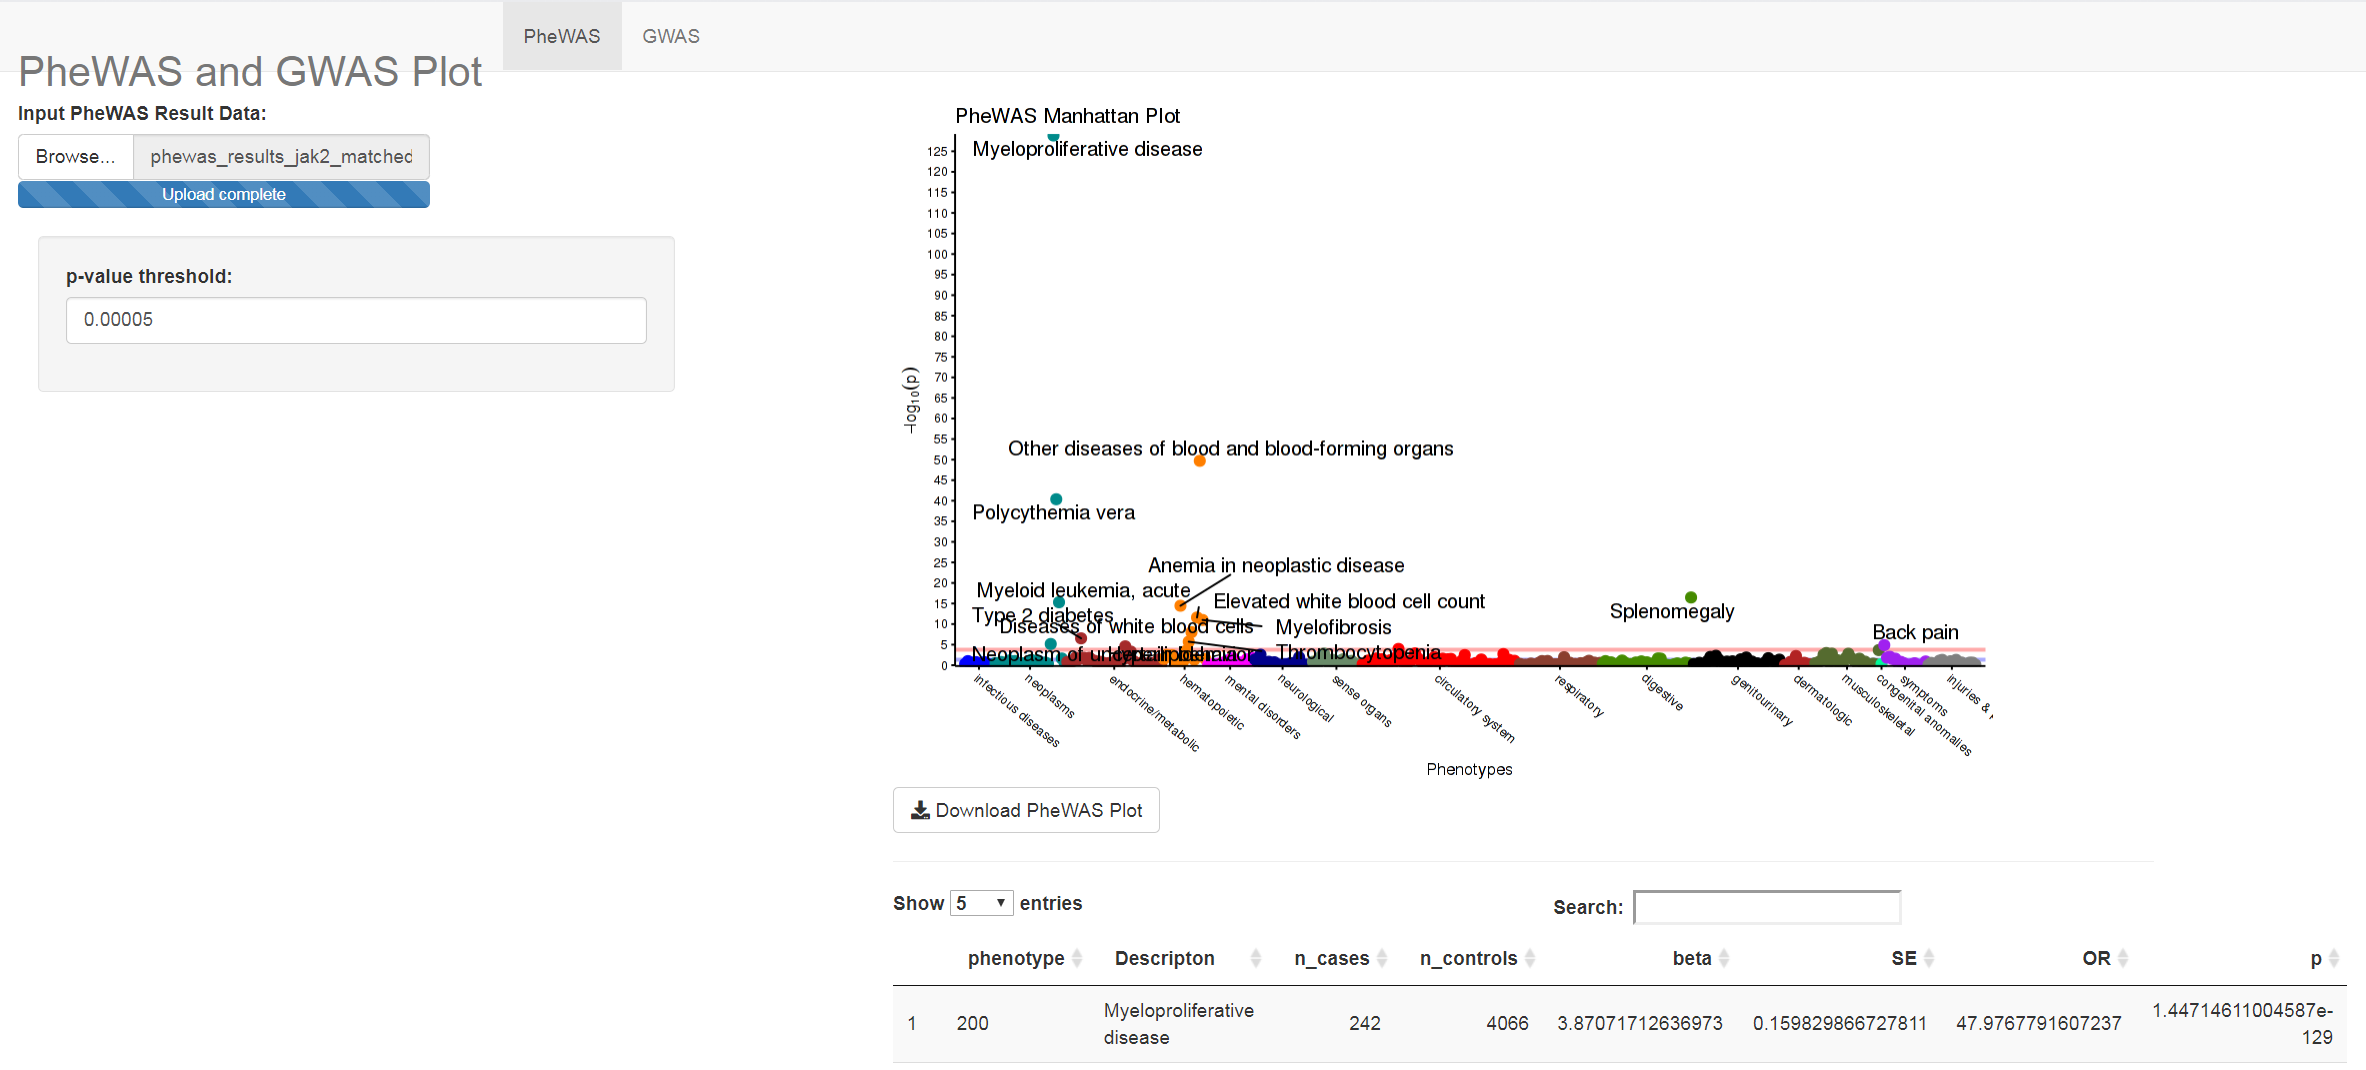 PheWAS and GWAS Plot
PheWAS
GWAS
Input PheWAS Result Data:
Browse... phewas_results_jak2_matched
Upload complete
p-value threshold:
0.00005
PheWAS Manhattan Plot
−log10(p)
125
120
115
110
105
100
95
90
85
80
75
70
65
60
55
50
45
40
35
30
25
20
15
10
5
0
Myeloproliferative disease
Other diseases of blood and blood-forming organs
Polycythemia vera
Anemia in neoplastic disease
Myeloid leukemia, acute
Elevated white blood cell count
Splenomegaly
Type 2 diabetes
Diseases of white blood cells
Myelofibrosis
Back pain
Neoplasm of uncertain behavior
Thrombocytopenia
infectious diseases
neoplasms
endocrine/metabolic
hematopoietic
mental disorders
neurological
sense organs
circulatory system
respiratory
digestive
genitourinary
dermatologic
musculoskeletal
congenital anomalies
symptoms
injuries &
Phenotypes
Download PheWAS Plot
Show 5 entries
Search:
phenotype Descripton n_cases n_controls beta SE OR p
1 200 Myeloproliferative disease 242 4066 3.87071712636973 0.159829866727811 47.9767791607237 1.44714611004587e-129